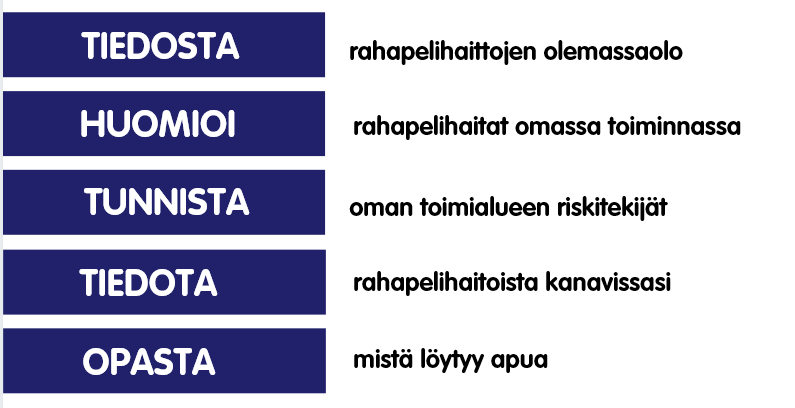 TIEDOSTA rahapelihaittojen olemassaolo
HUOMIOI rahapelihaitat omassa toiminnassa
TUNNISTA oman toimialueen riskitekijät
TIEDOTA rahapelihaitoista kanavissasi
OPASTA mistä löytyy apua